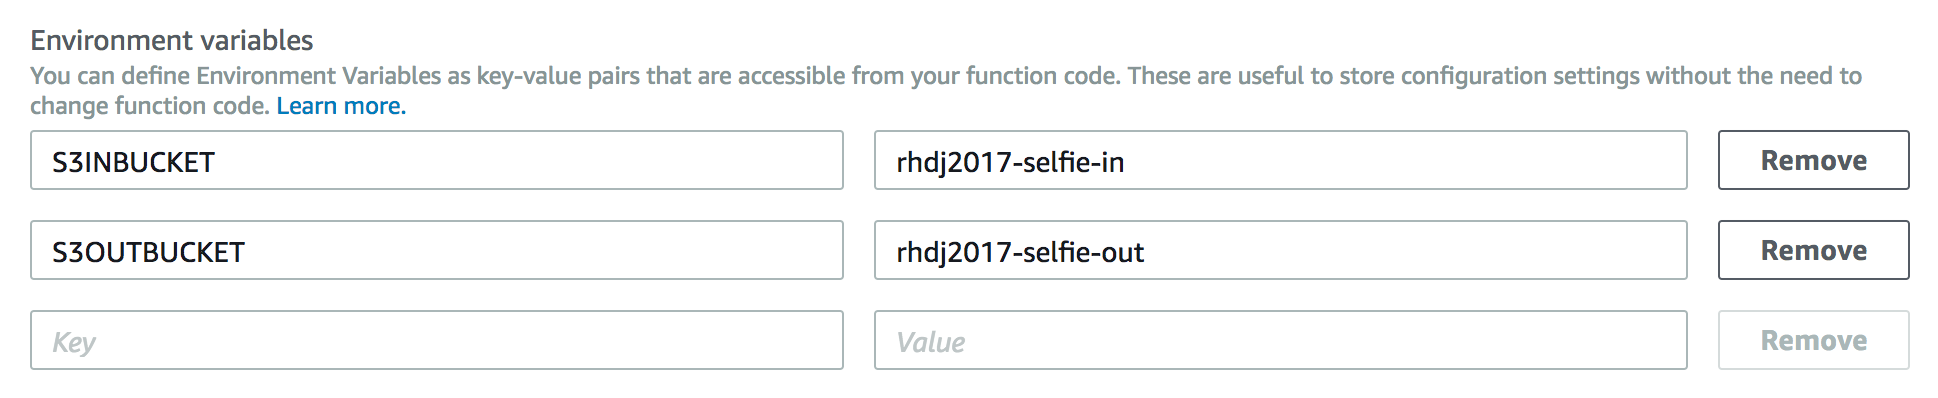 Environment variables
You can define Environment Variables as key-value pairs that are accessible from your function code. These are useful to store configuration settings without the need to
change function code. Learn more.
S3INBUCKET rhdj2017-selfie-in Remove
S3OUTBUCKET rhdj2017-selfie-out Remove
Key Value Remove